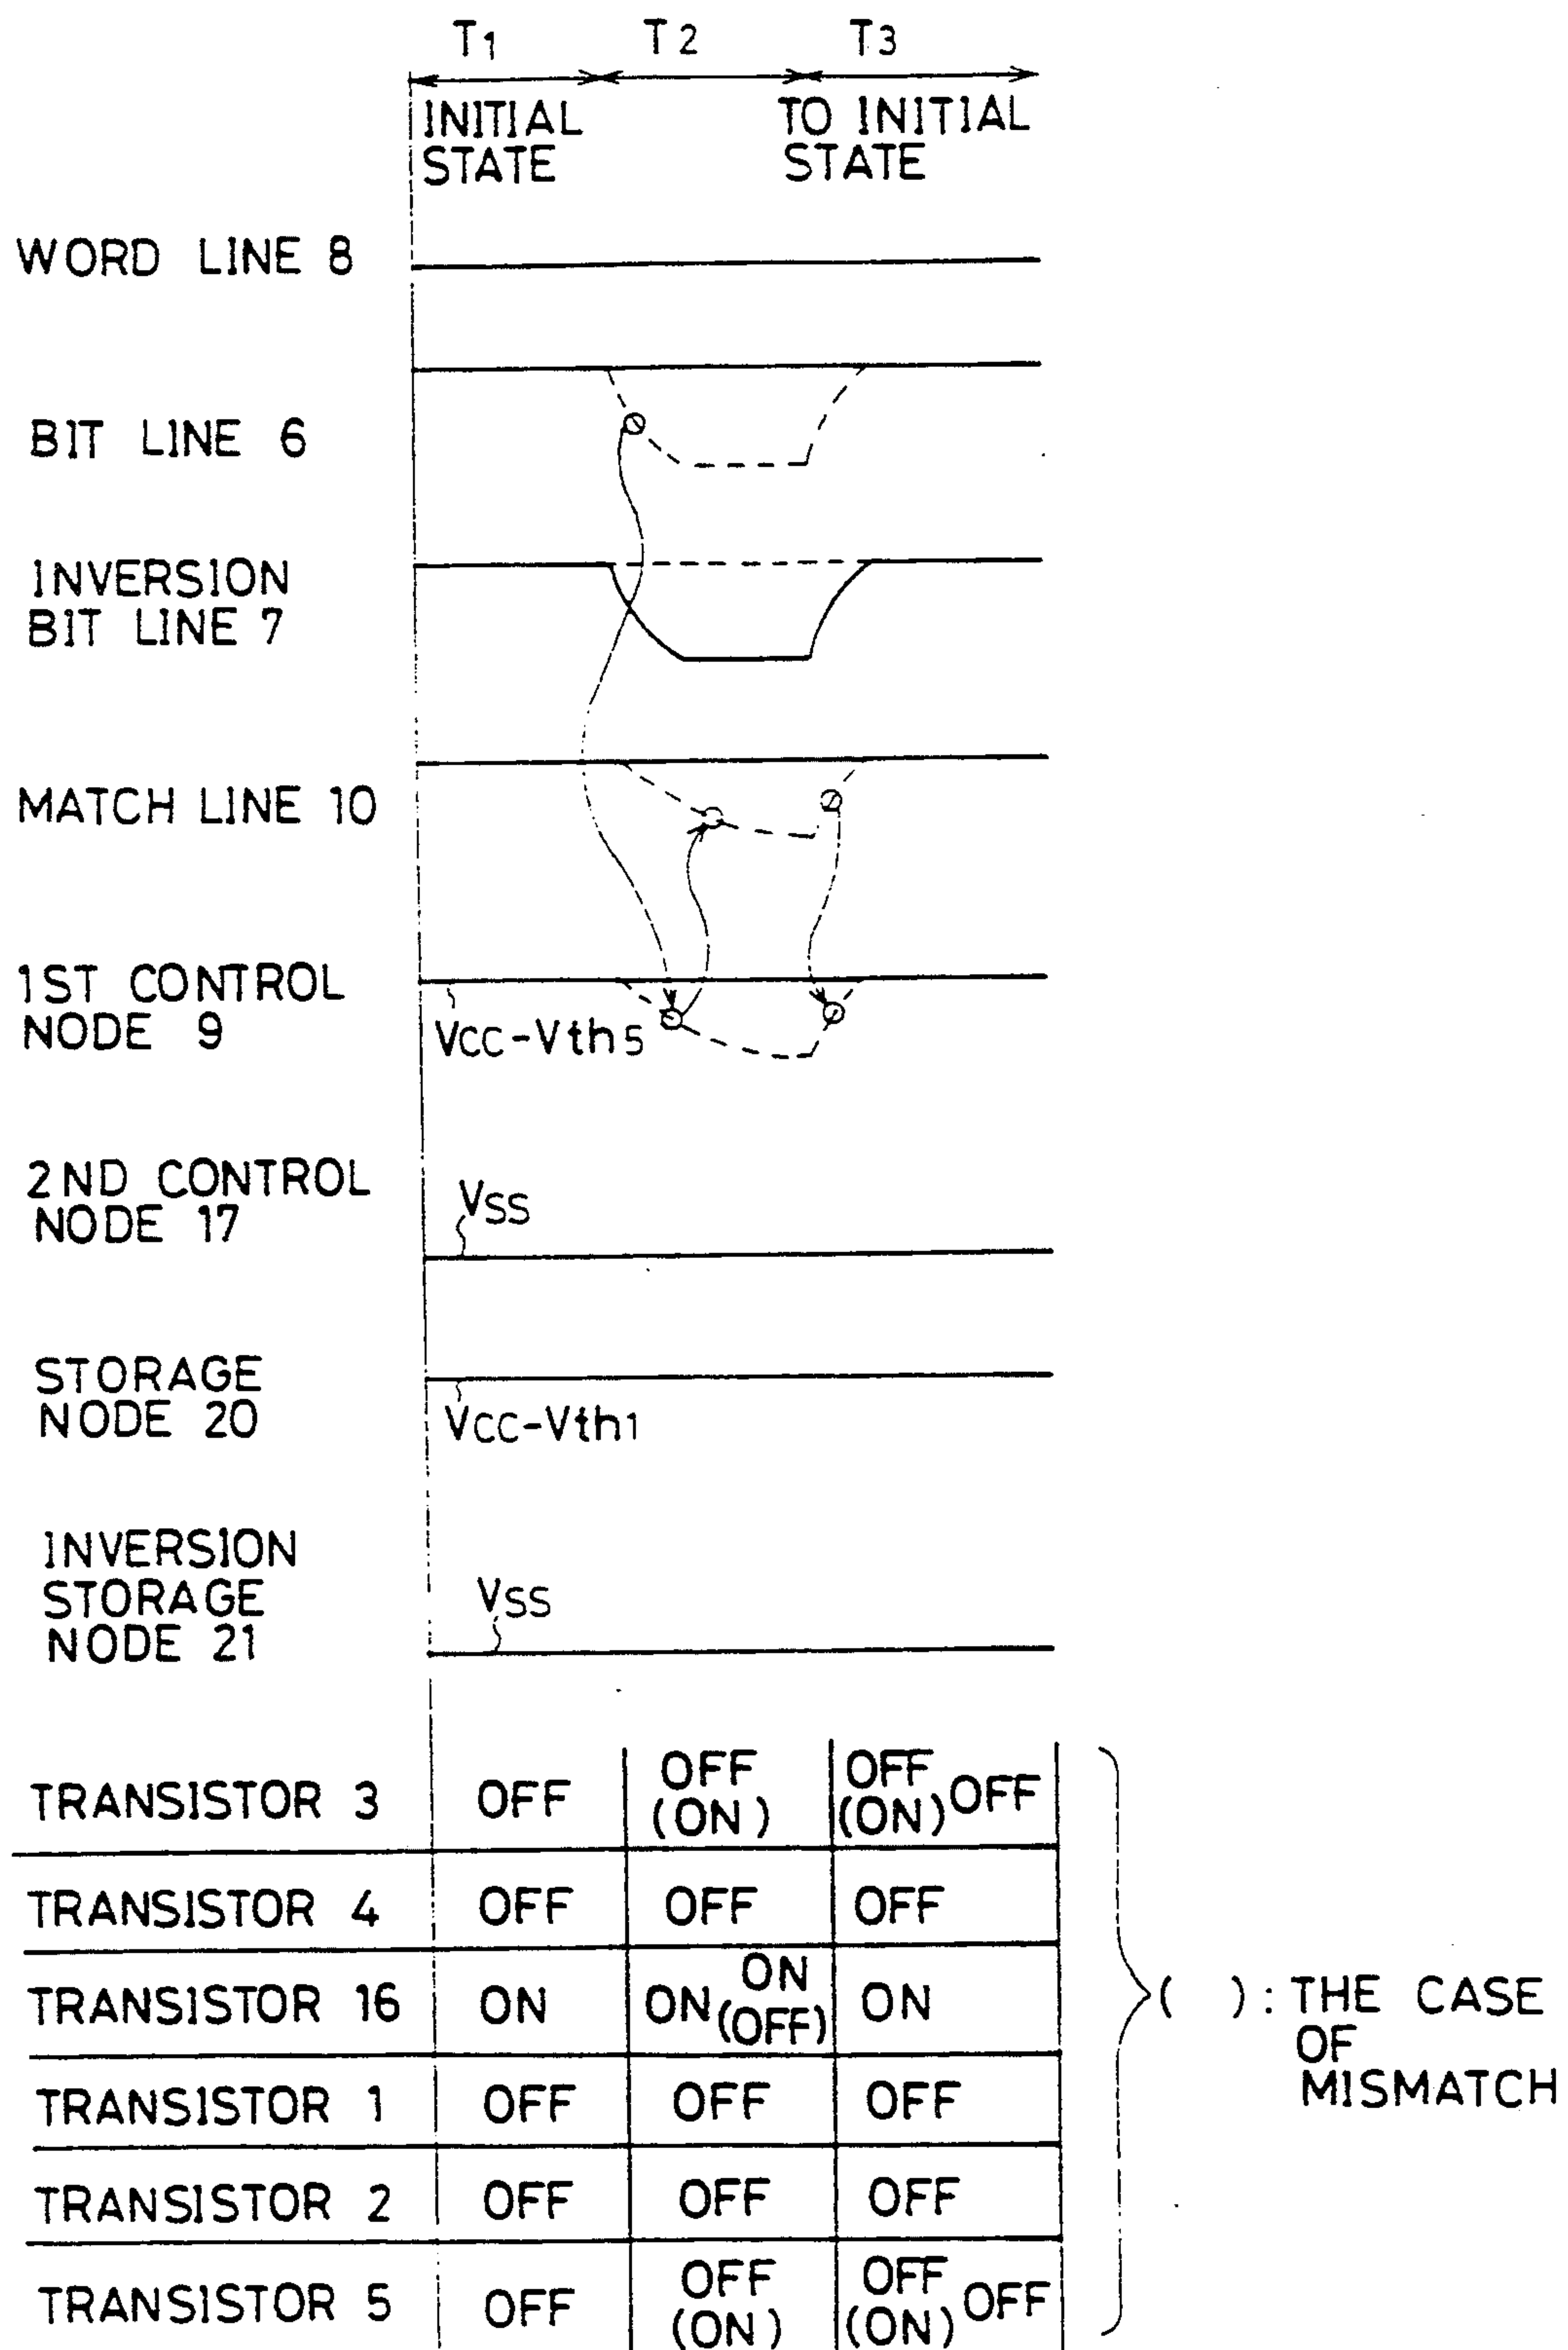 T1 T2 T3
INITIAL STATE
TO INITIAL STATE
WORD LINE 8
BIT LINE 6
INVERSION
BIT LINE 7
MATCH LINE 10
1ST CONTROL
NODE 9
VCC-Vth5
2ND CONTROL
NODE 17
VSS
STORAGE
NODE 20
VCC-Vth1
INVERSION
STORAGE
NODE 21
VSS
TRANSISTOR 3 OFF OFF (ON) OFF (ON) OFF
TRANSISTOR 4 OFF OFF OFF
TRANSISTOR 16 ON ON ON (OFF) ON
TRANSISTOR 1 OFF OFF OFF
TRANSISTOR 2 OFF OFF OFF
TRANSISTOR 5 OFF OFF (ON) OFF (ON) OFF
( ): THE CASE
OF
MISMATCH